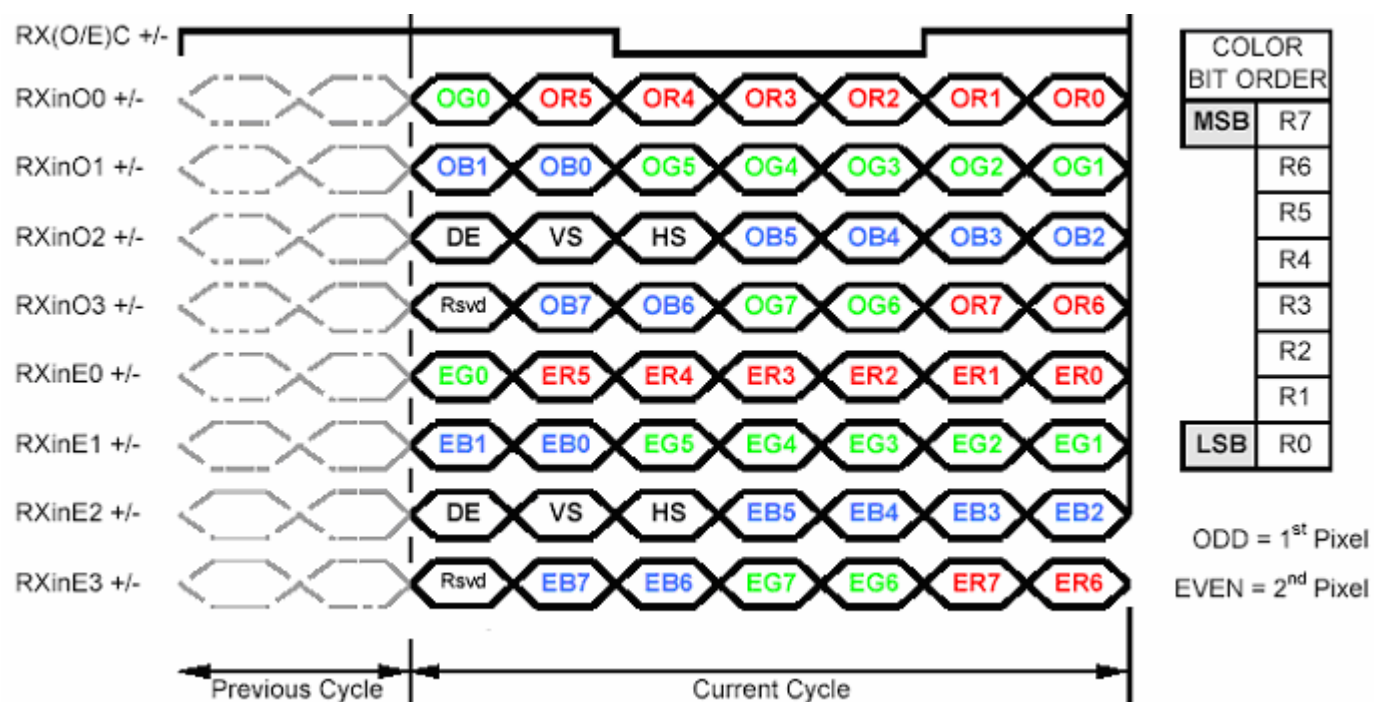 RX(O/E)C +/-
RXinO0 +/- OG0 OR5 OR4 OR3 OR2 OR1 OR0
RXinO1 +/- OB1 OB0 OG5 OG4 OG3 OG2 OG1
RXinO2 +/- DE VS HS OB5 OB4 OB3 OB2
RXinO3 +/- Rsvd OB7 OB6 OG7 OG6 OR7 OR6
RXinE0 +/- EG0 ER5 ER4 ER3 ER2 ER1 ER0
RXinE1 +/- EB1 EB0 EG5 EG4 EG3 EG2 EG1
RXinE2 +/- DE VS HS EB5 EB4 EB3 EB2
RXinE3 +/- Rsvd EB7 EB6 EG7 EG6 ER7 ER6
Previous Cycle Current Cycle
COLOR
BIT ORDER
MSB R7
R6
R5
R4
R3
R2
R1
LSB R0
ODD = 1st Pixel
EVEN = 2nd Pixel